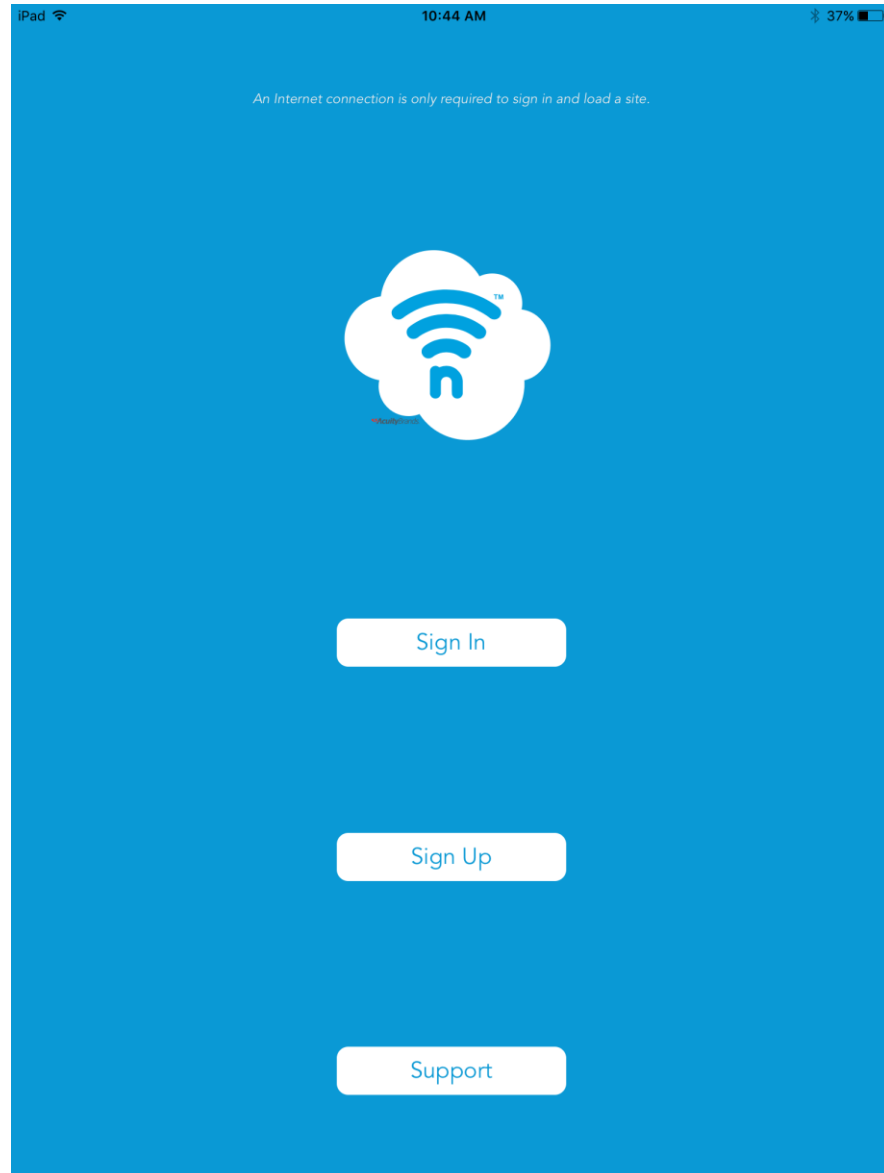 iPad 10:44 AM 37%
An Internet connection is only required to sign in and load a site.
TM
n
AcuityBrands
Sign In
Sign Up
Support